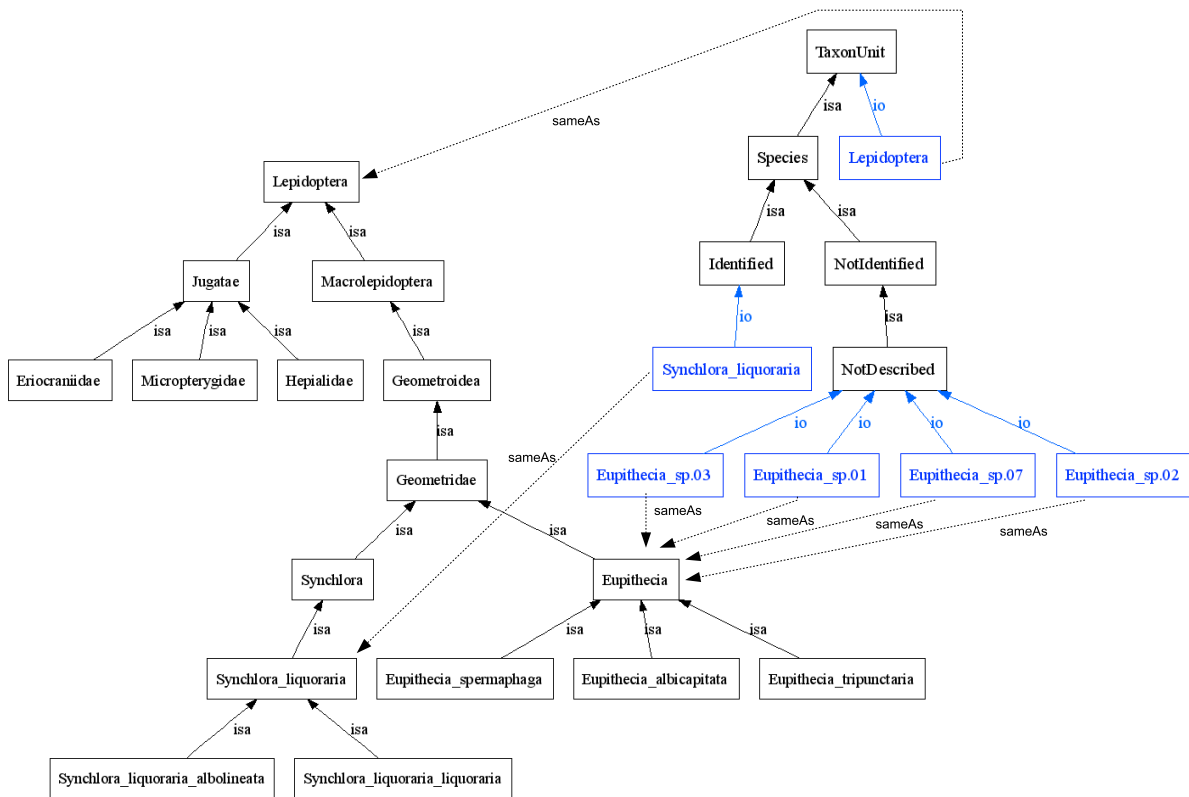 TaxonUnit
isa
io
sameAs
Species
Lepidoptera
Lepidoptera
isa
isa
isa
isa
Identified
NotIdentified
Jugatae
Macrolepidoptera
io
isa
isa
isa
isa
isa
Synchlora_liquoraria
NotDescribed
Eriocraniidae
Micropterygidae
Hepialidae
Geometroidea
io
io
io
io
isa
sameAs
Geometridae
Eupithecia_sp.03
Eupithecia_sp.01
Eupithecia_sp.07
Eupithecia_sp.02
sameAs
sameAs
sameAs
sameAs
isa
isa
Synchlora
Eupithecia
isa
isa
isa
isa
Synchlora_liquoraria
Eupithecia_spermaphaga
Eupithecia_albicapitata
Eupithecia_tripunctaria
isa
isa
Synchlora_liquoraria_albolineata
Synchlora_liquoraria_liquoraria